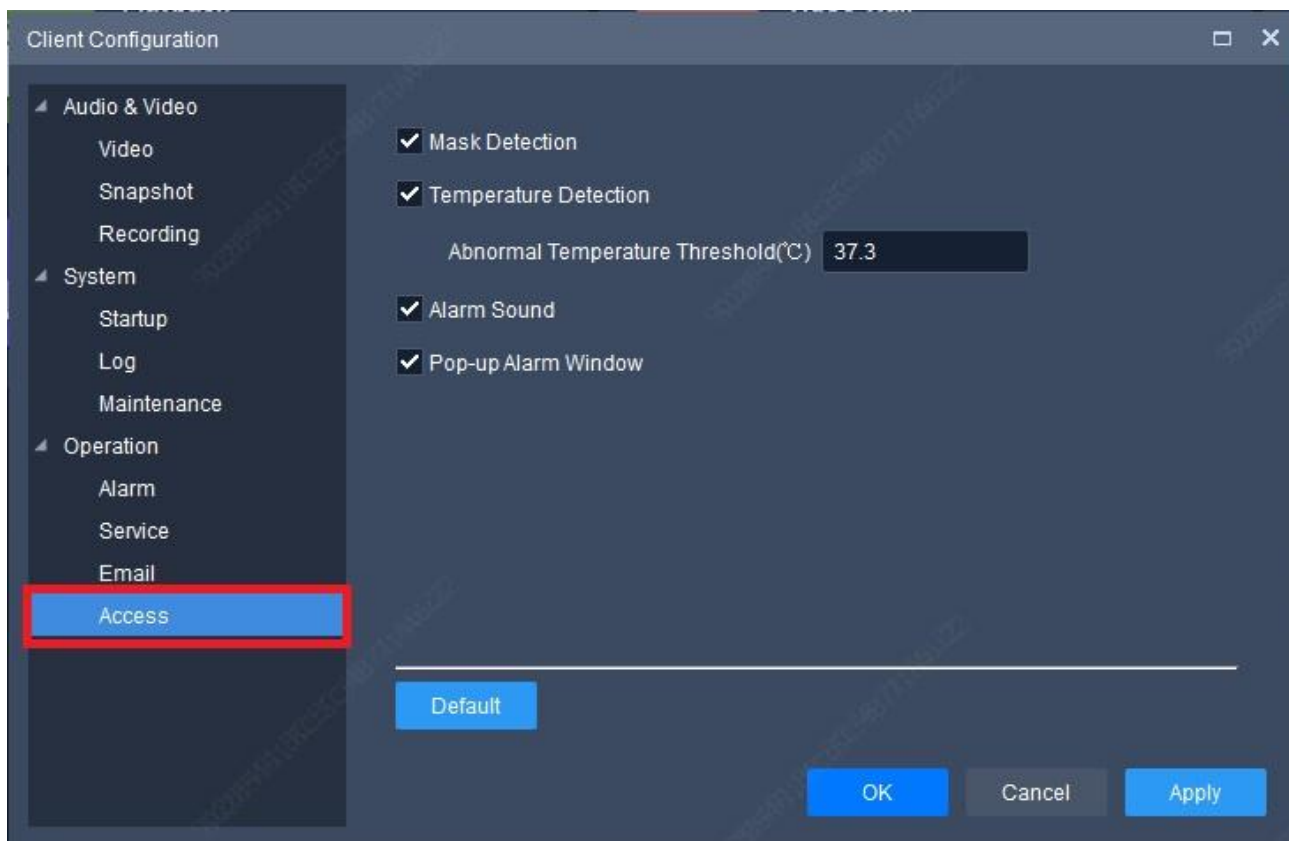 Client Configuration
Audio & Video
Video
Snapshot
Recording
System
Startup
Log
Maintenance
Operation
Alarm
Service
Email
Access
Mask Detection
Temperature Detection
Abnormal Temperature Threshold(℃) 37.3
Alarm Sound
Pop-up Alarm Window
Default
OK Cancel Apply